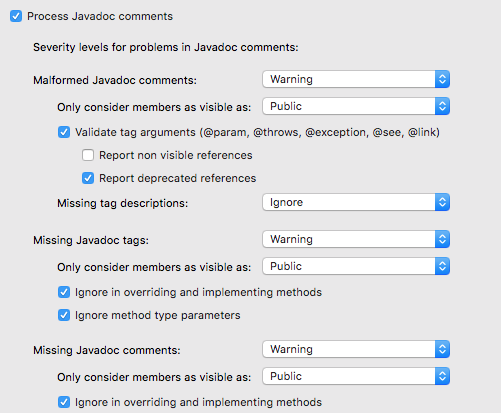 Process Javadoc comments
Severity levels for problems in Javadoc comments:
Malformed Javadoc comments: Warning
Only consider members as visible as: Public
Validate tag arguments (@param, @throws, @exception, @see, @link)
Report non visible references
Report deprecated references
Missing tag descriptions: Ignore
Missing Javadoc tags: Warning
Only consider members as visible as: Public
Ignore in overriding and implementing methods
Ignore method type parameters
Missing Javadoc comments: Warning
Only consider members as visible as: Public
Ignore in overriding and implementing methods